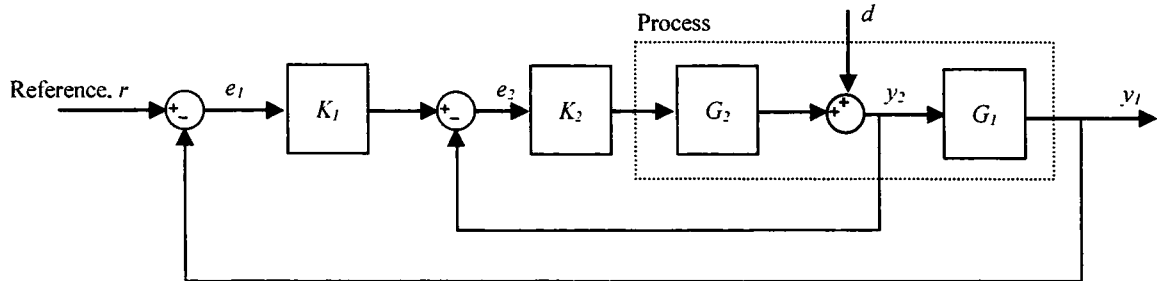 Process
d
Reference, r
+
−
e₁
K₁
+
−
e₂
K₂
G₂
+
+
y₂
G₁
y₁